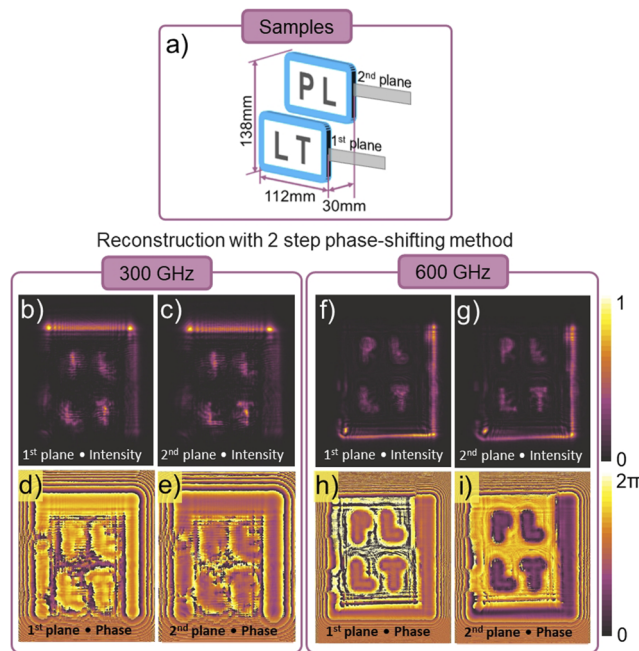 Samples
a)
P L
2nd plane
L T
1st plane
138mm
112mm
30mm
Reconstruction with 2 step phase-shifting method
300 GHz
600 GHz
b)
1st plane • Intensity
c)
2nd plane • Intensity
f)
1st plane • Intensity
P L
L T
g)
2nd plane • Intensity
P L
L T
1
0
d)
1st plane • Phase
e)
2nd plane • Phase
h)
1st plane • Phase
P L
L T
i)
2nd plane • Phase
P L
L T
2π
0